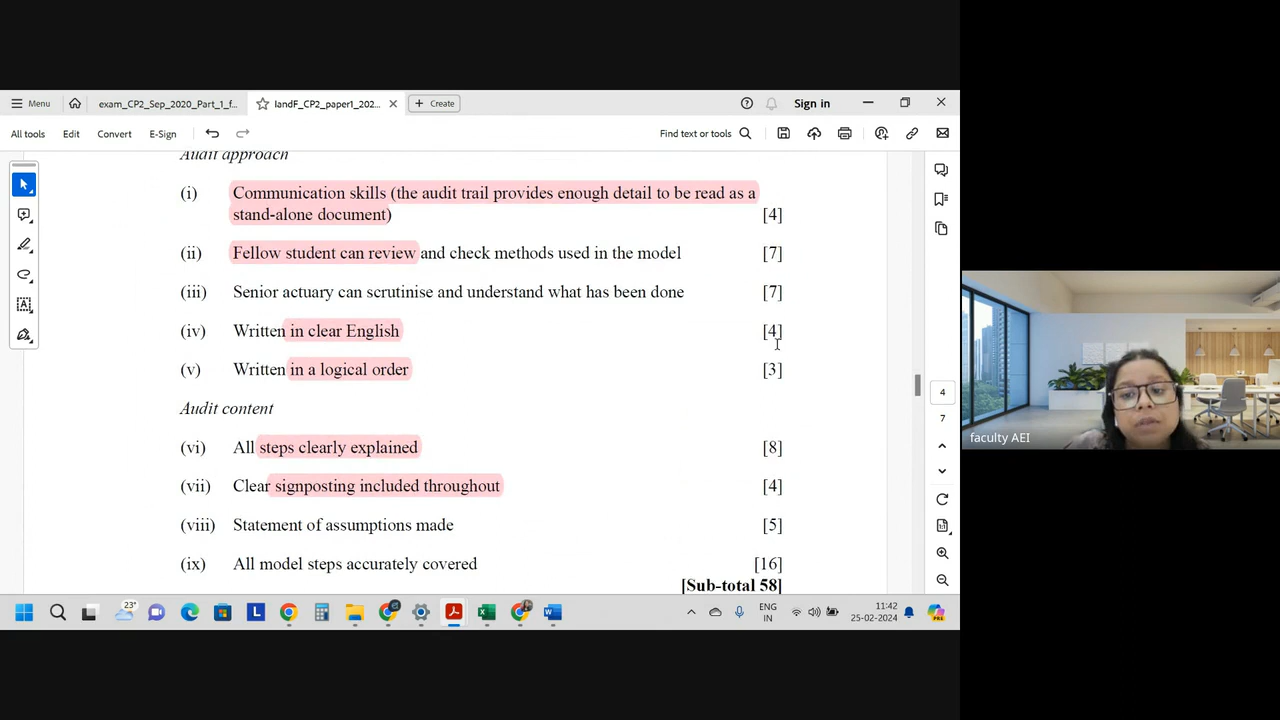 Menu
exam_CP2_Sep_2020_Part_1_f...
IandF_CP2_paper1_202...
Create
Sign in
All tools
Edit
Convert
E-Sign
Find text or tools
Audit approach
(i) Communication skills (the audit trail provides enough detail to be read as a
stand-alone document) [4]
(ii) Fellow student can review and check methods used in the model [7]
(iii) Senior actuary can scrutinise and understand what has been done [7]
(iv) Written in clear English [4]
(v) Written in a logical order [3]
Audit content
(vi) All steps clearly explained [8]
(vii) Clear signposting included throughout [4]
(viii) Statement of assumptions made [5]
(ix) All model steps accurately covered [16]
[Sub-total 58]
4
7
faculty AEI
23°
L
ENG
IN
11:42
25-02-2024
PRE